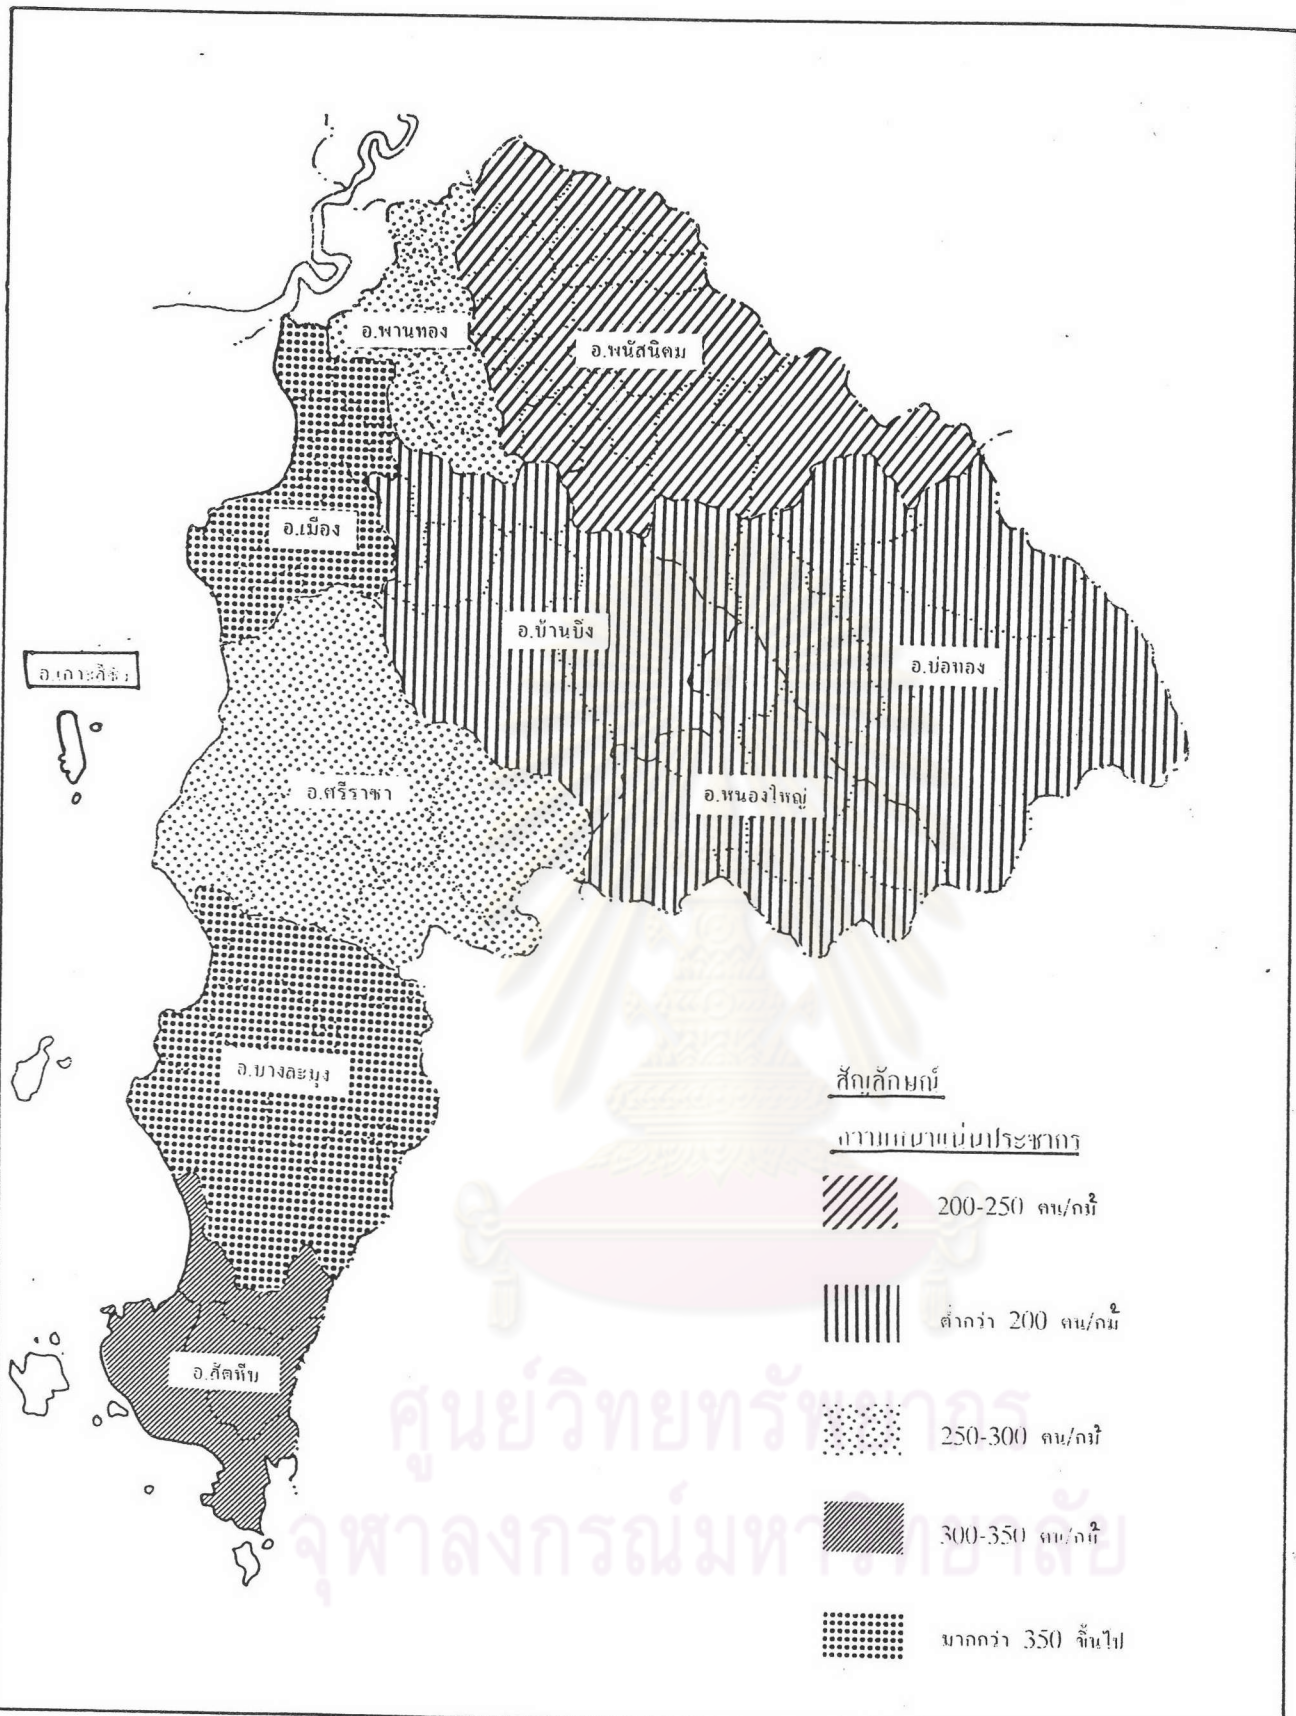 อ.พานทอง
อ.พนัสนิคม
อ.เมือง
อ.บ้านบึง
อ.เกาะสีชัง
อ.บ่อทอง
อ.ศรีราชา
อ.หนองใหญ่
อ.บางละมุง
สัญลักษณ์
ความหนาแน่นประชากร
200-250 คน/กม²
ต่ำกว่า 200 คน/กม²
อ.สัตหีบ
250-300 คน/กม²
300-350 คน/กม²
มากกว่า 350 ขึ้นไป
ศูนย์วิทยทรัพยากร
จุฬาลงกรณ์มหาวิทยาลัย